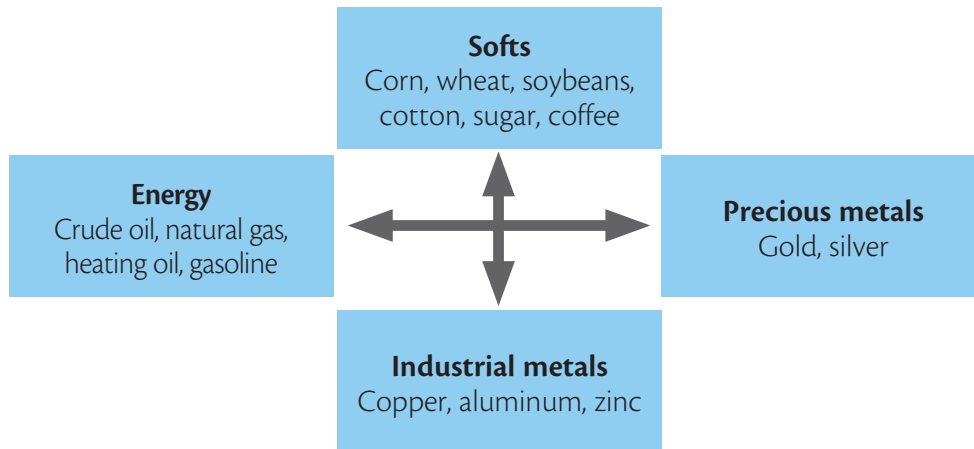 Softs
Corn, wheat, soybeans,
cotton, sugar, coffee
Energy
Crude oil, natural gas,
heating oil, gasoline
Precious metals
Gold, silver
Industrial metals
Copper, aluminum, zinc